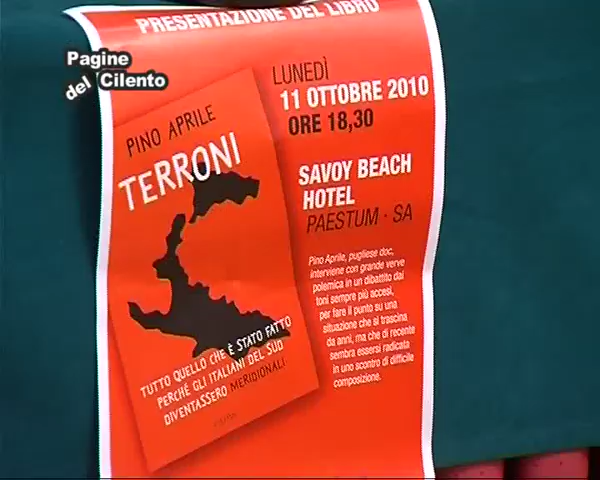 PRESENTAZIONE DEL LIBRO
Pagine
del Cilento
LUNEDÌ
11 OTTOBRE 2010
ORE 18,30
SAVOY BEACH
HOTEL
PAESTUM · SA
Pino Aprile, pugliese doc,
interviene con grande verve
polemica in un dibattito dai
toni sempre più accesi,
per fare il punto su una
situazione che si trascina
da anni, ma che di recente
sembra essersi radicata
in uno scontro di difficile
composizione.
PINO APRILE
TERRONI
TUTTO QUELLO CHE È STATO FATTO
PERCHÉ GLI ITALIANI DEL SUD
DIVENTASSERO MERIDIONALI